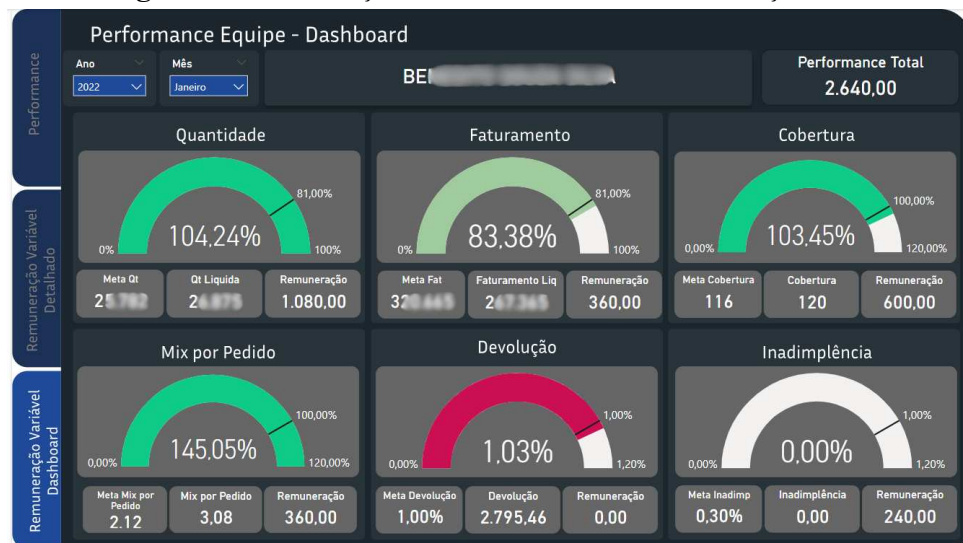 Performance Equipe - Dashboard
Ano
2022
Mês
Janeiro
Performance Total
2.640,00
Performance
Remuneração Variável
Detalhado
Remuneração Variável
Dashboard
Quantidade
81,00%
104,24%
0%
100%
Meta Qt
Qt Liquida
Remuneração
1.080,00
Faturamento
81,00%
83,38%
0%
100%
Meta Fat
Faturamento Liq
Remuneração
360,00
Cobertura
100,00%
103,45%
0,00%
120,00%
Meta Cobertura
116
Cobertura
120
Remuneração
600,00
Mix por Pedido
100,00%
145,05%
0,00%
120,00%
Meta Mix por
Pedido
2.12
Mix por Pedido
3,08
Remuneração
360,00
Devolução
1,00%
1,03%
0,00%
1,20%
Meta Devolução
1,00%
Devolução
2.795,46
Remuneração
0,00
Inadimplência
1,00%
0,00%
0,00%
1,20%
Meta Inadimp
0,30%
Inadimplência
0,00
Remuneração
240,00